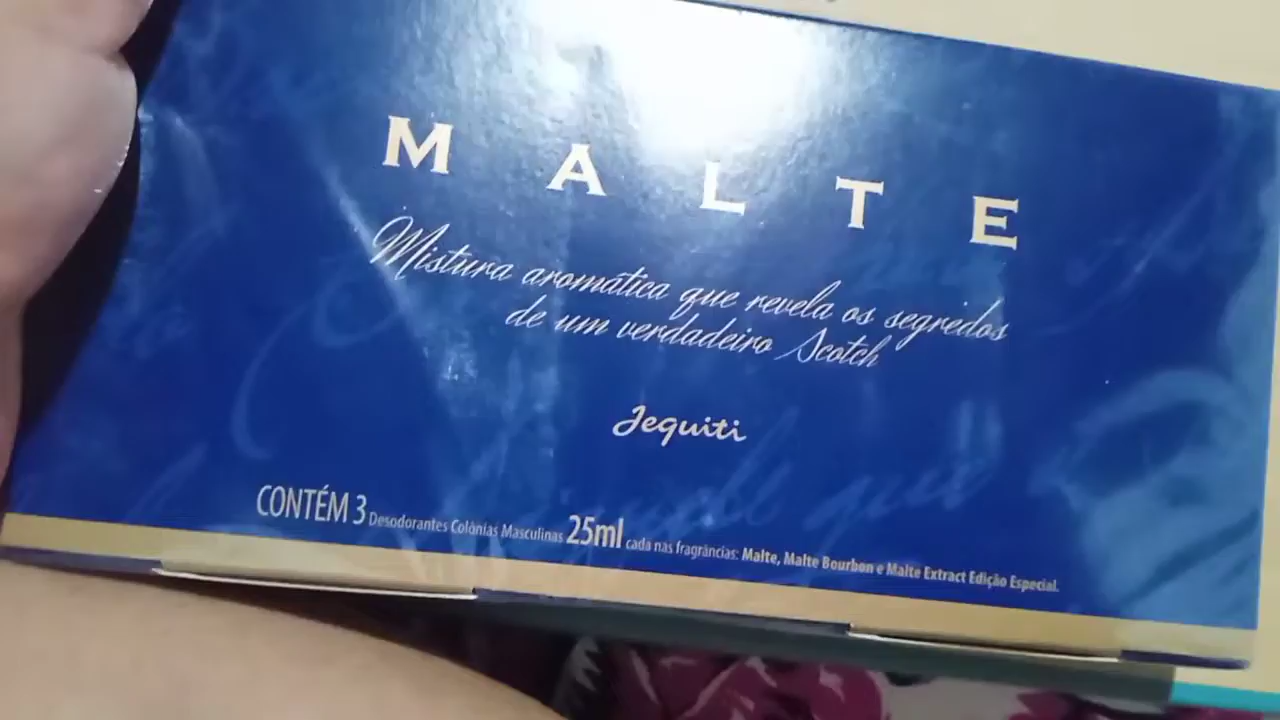 MALTE
Mistura aromática que revela os segredos
de um verdadeiro Scotch
Jequiti
CONTÉM 3 Desodorantes Colônias Masculinas 25ml cada nas fragrâncias: Malte, Malte Bourbon e Malte Extract Edição Especial.